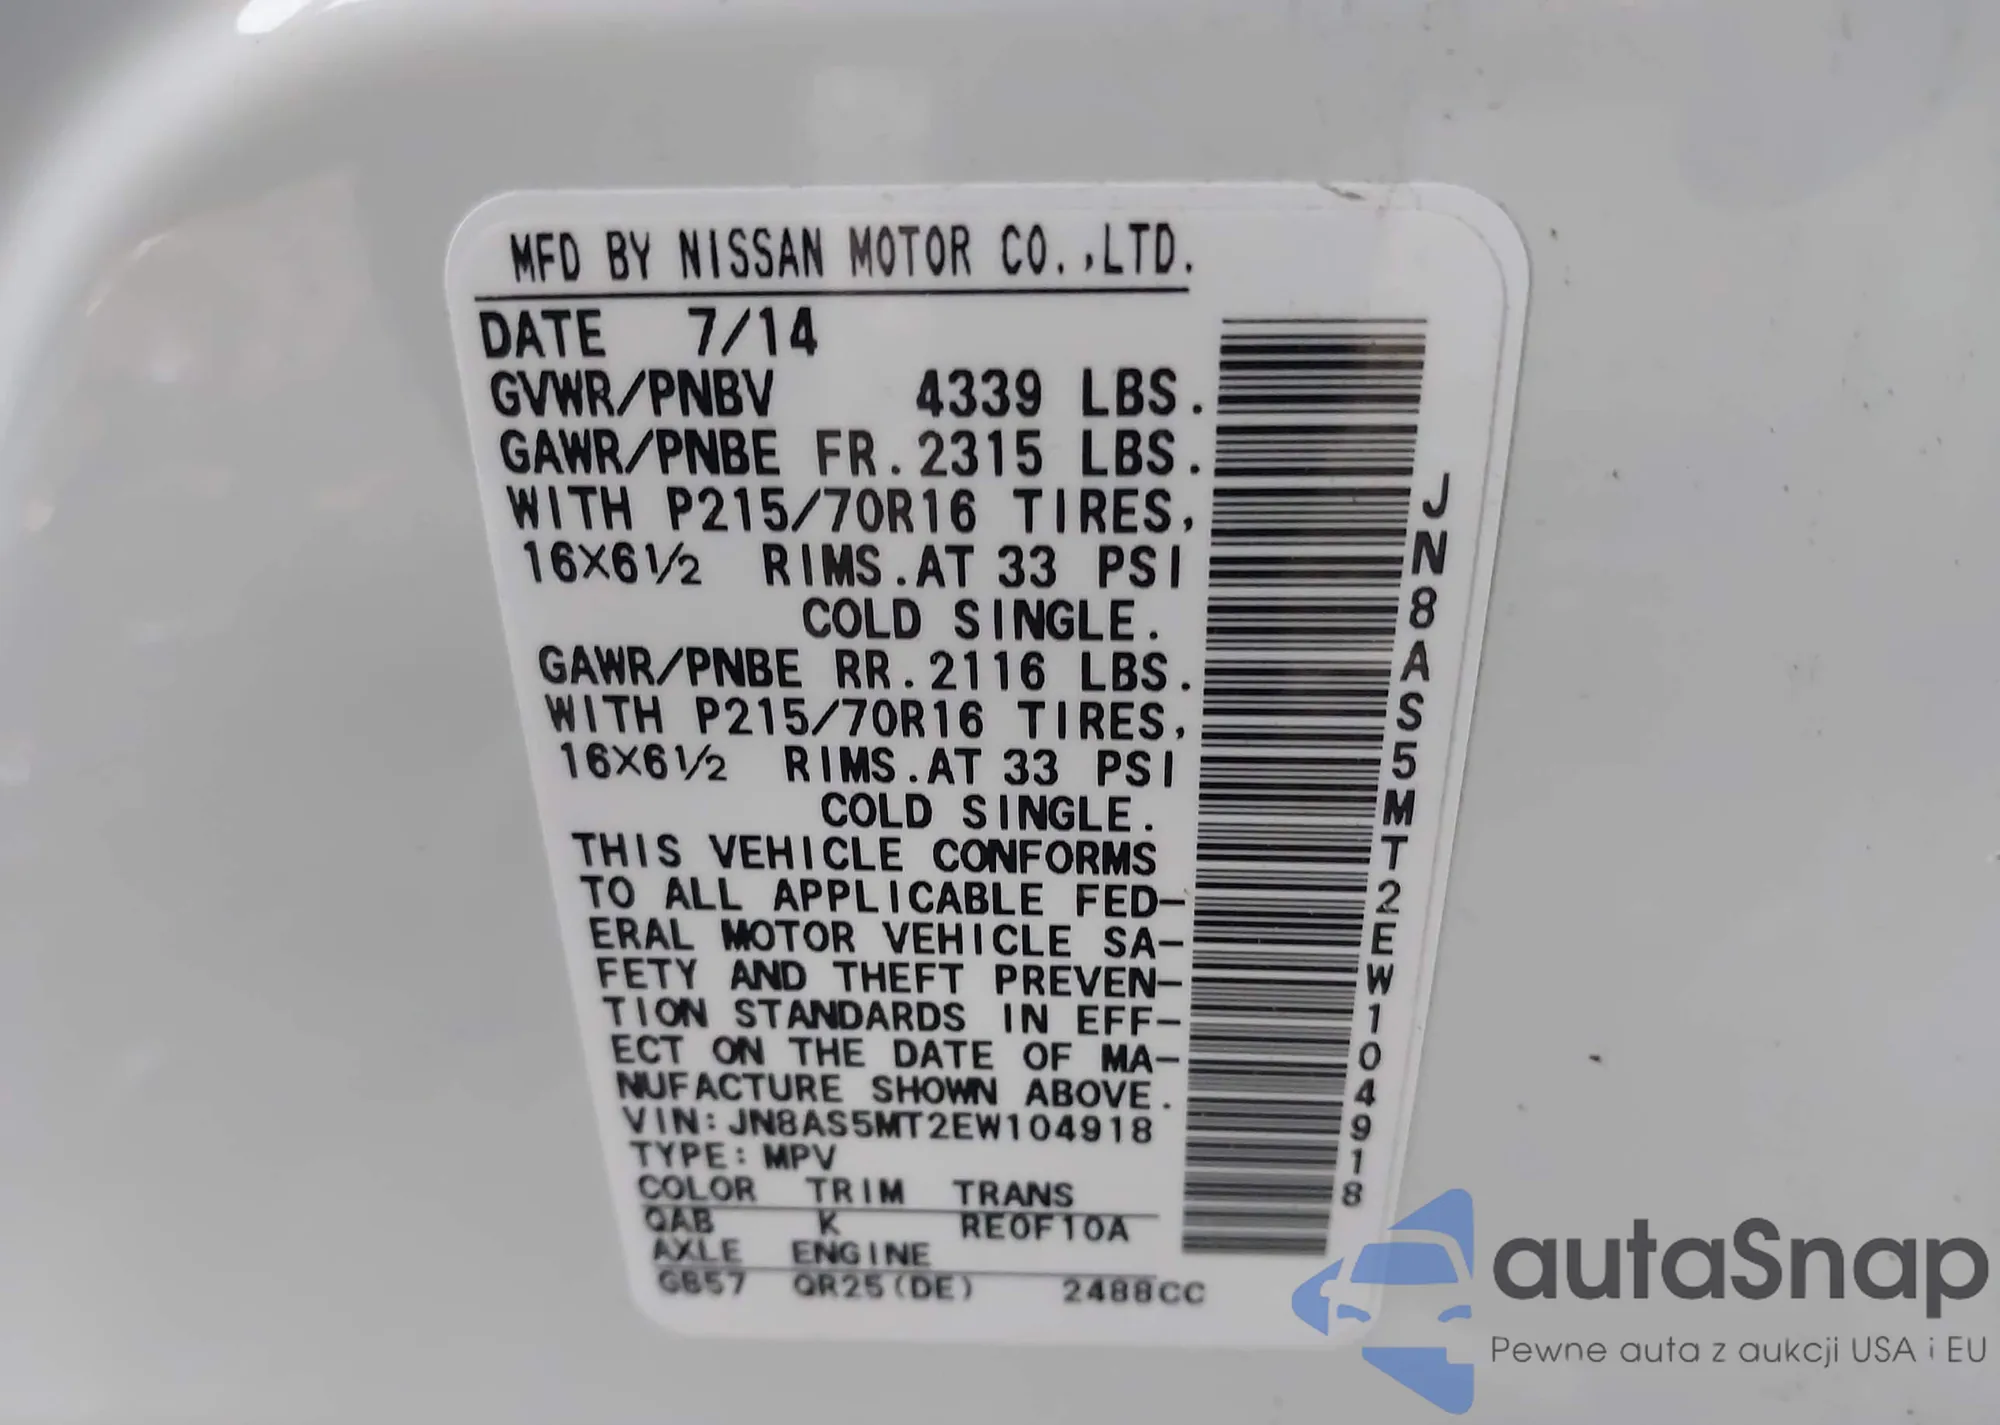 MFD BY NISSAN MOTOR CO.,LTD.
DATE 7/14
GVWR/PNBV 4339 LBS.
GAWR/PNBE FR.2315 LBS.
WITH P215/70R16 TIRES,
16X6½ RIMS.AT 33 PSI
COLD SINGLE.
GAWR/PNBE RR.2116 LBS.
WITH P215/70R16 TIRES,
16X6½ RIMS.AT 33 PSI
COLD SINGLE.
THIS VEHICLE CONFORMS
TO ALL APPLICABLE FED-
ERAL MOTOR VEHICLE SA-
FETY AND THEFT PREVEN-
TION STANDARDS IN EFF-
ECT ON THE DATE OF MA-
NUFACTURE SHOWN ABOVE.
VIN:JN8AS5MT2EW104918
TYPE:MPV
COLOR TRIM TRANS
QAB K RE0F10A
AXLE ENGINE
GB57 QR25(DE) 2488CC
JN8AS5MT2EW104918
autaSnap
Pewne auta z aukcji USA i EU